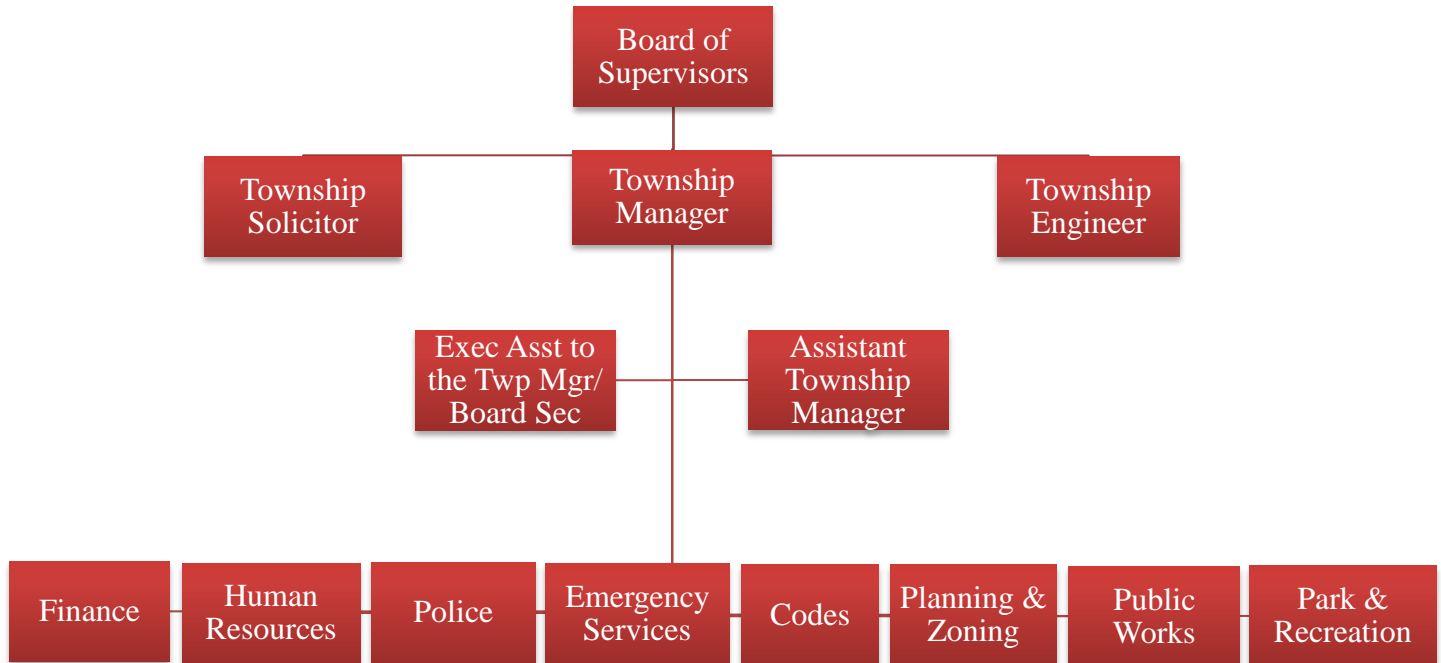 Board of
Supervisors
Township
Solicitor
Township
Manager
Township
Engineer
Exec Asst to
the Twp Mgr/
Board Sec
Assistant
Township
Manager
Finance
Human
Resources
Police
Emergency
Services
Codes
Planning &
Zoning
Public
Works
Park &
Recreation